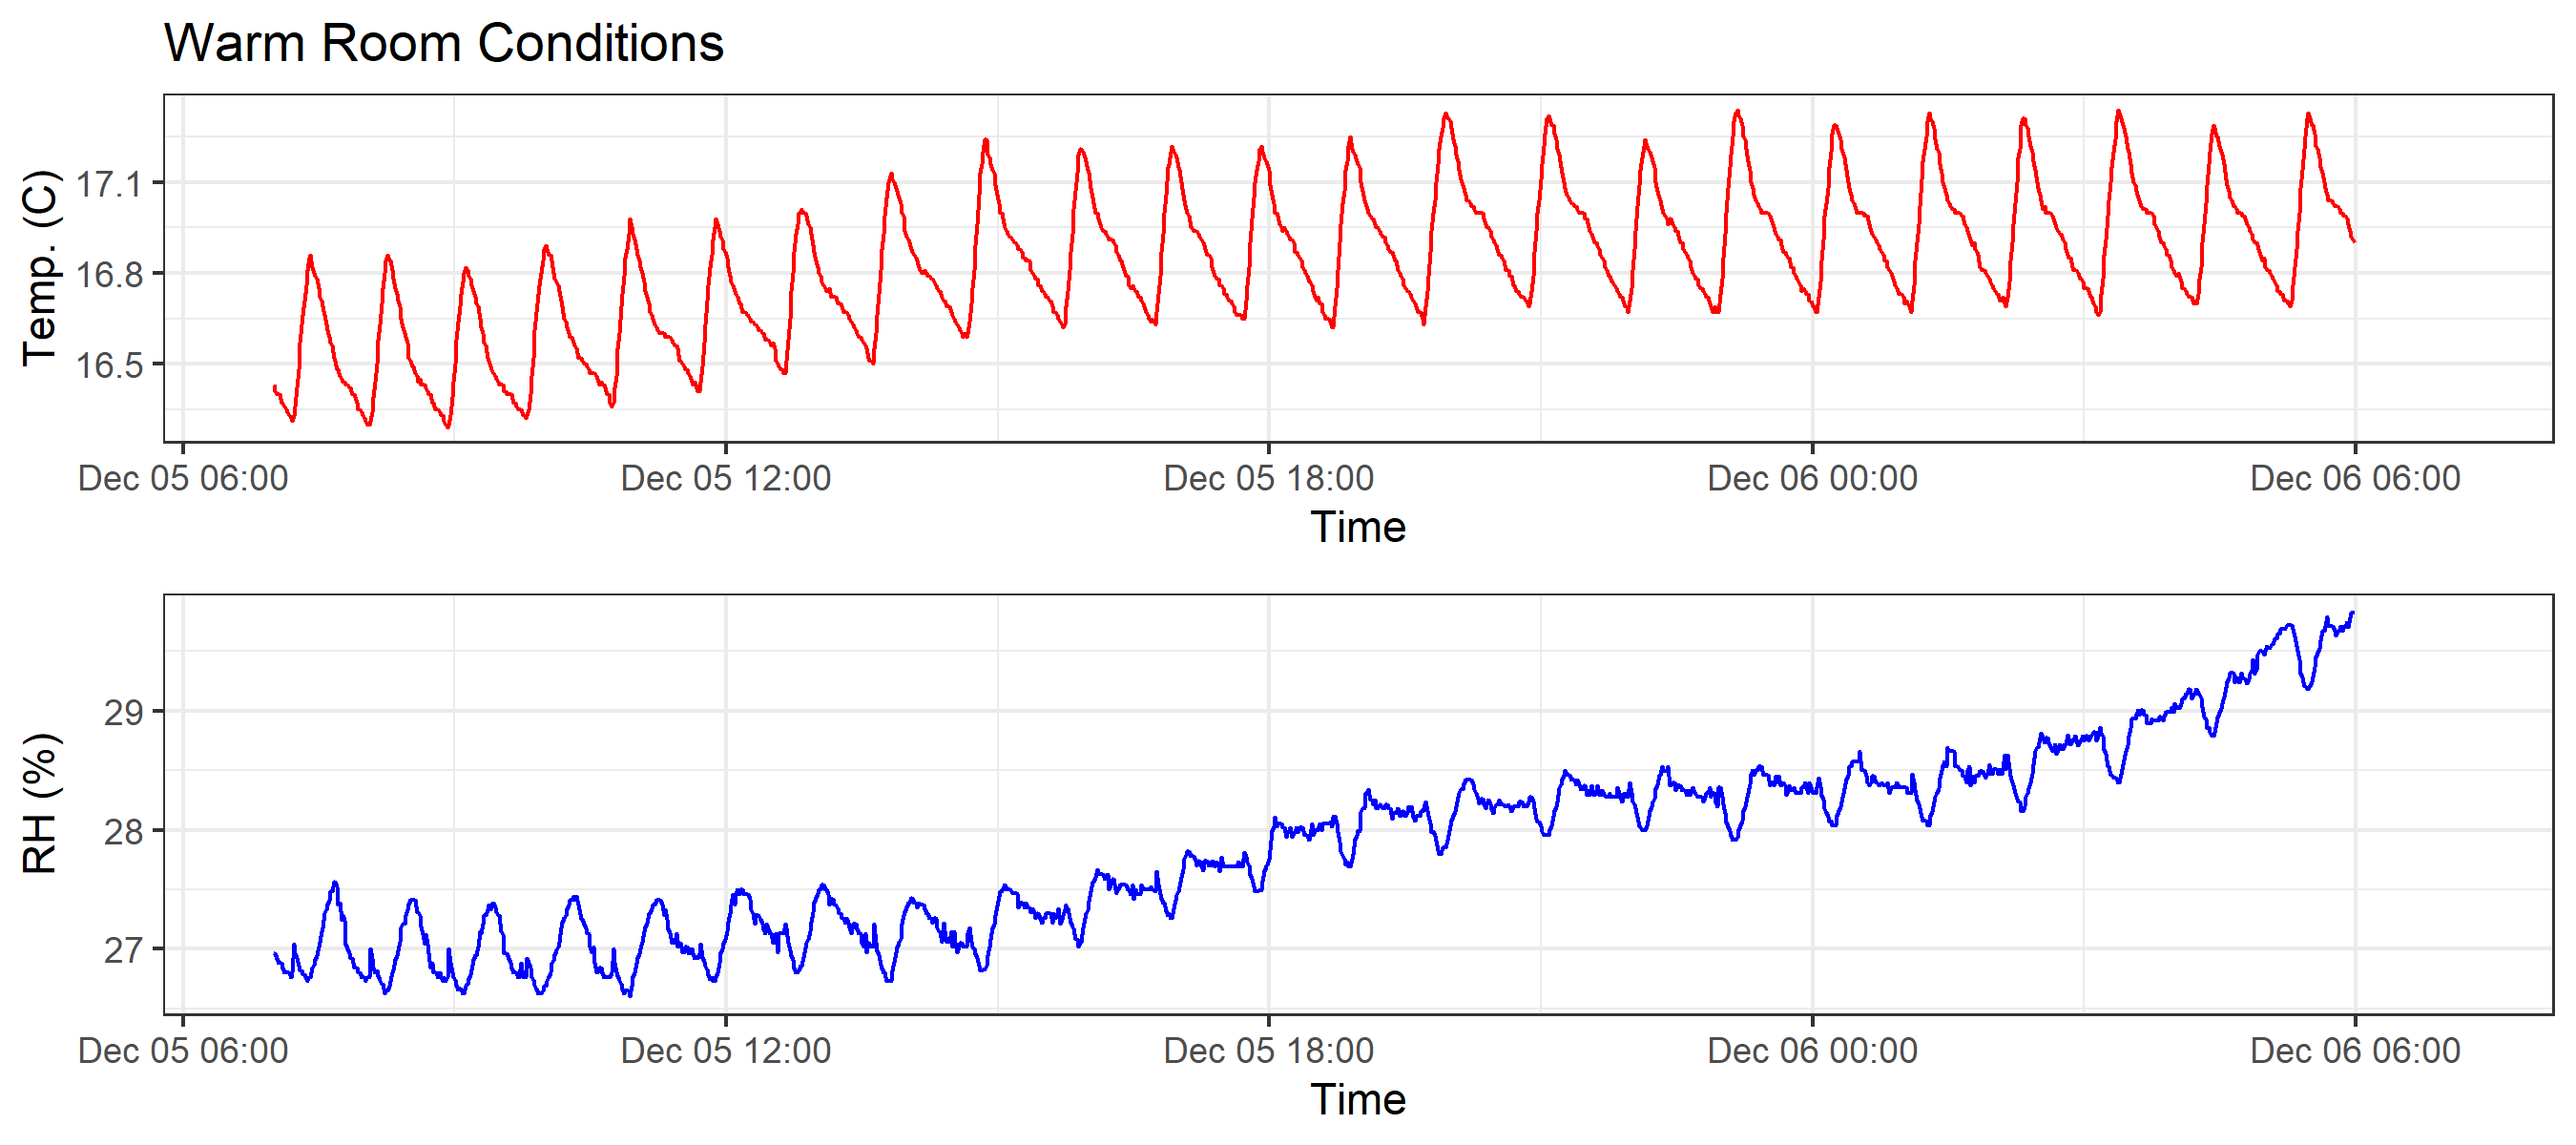 Warm Room Conditions
Temp. (C)
17.1
16.8
16.5
Dec 05 06:00 Dec 05 12:00 Dec 05 18:00 Dec 06 00:00 Dec 06 06:00
Time
RH (%)
29
28
27
Dec 05 06:00 Dec 05 12:00 Dec 05 18:00 Dec 06 00:00 Dec 06 06:00
Time